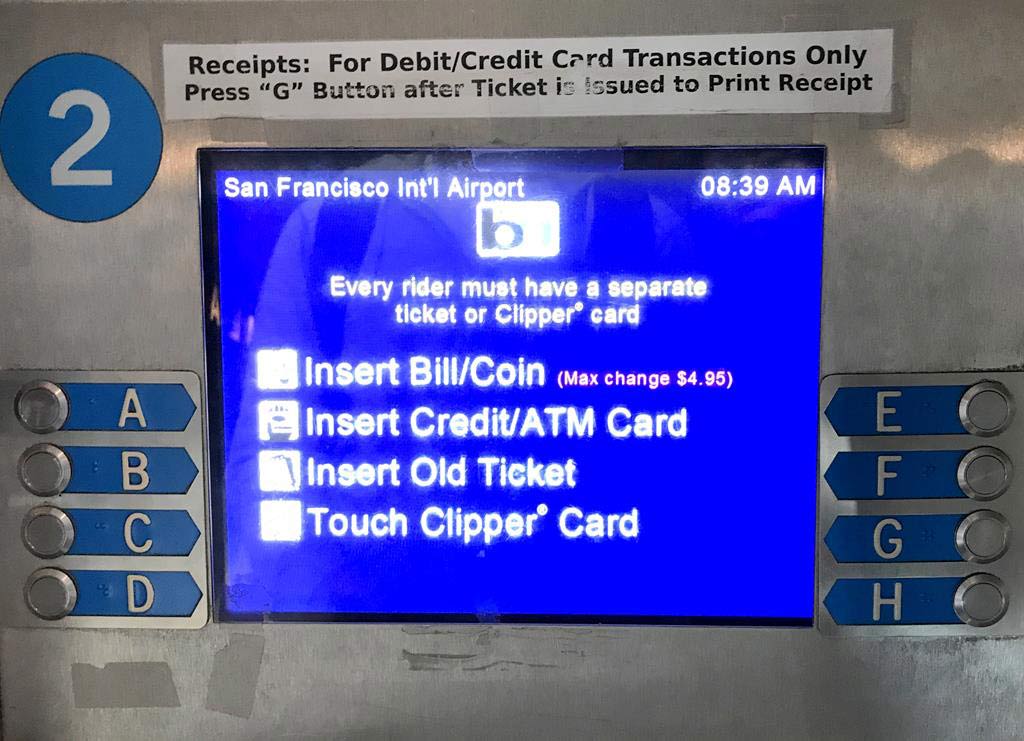 Receipts: For Debit/Credit Card Transactions Only
Press “G” Button after Ticket is Issued to Print Receipt
2
San Francisco Int'l Airport 08:39 AM
Every rider must have a separate
ticket or Clipper® card
Insert Bill/Coin (Max change $4.95)
Insert Credit/ATM Card
Insert Old Ticket
Touch Clipper® Card
A
B
C
D
E
F
G
H